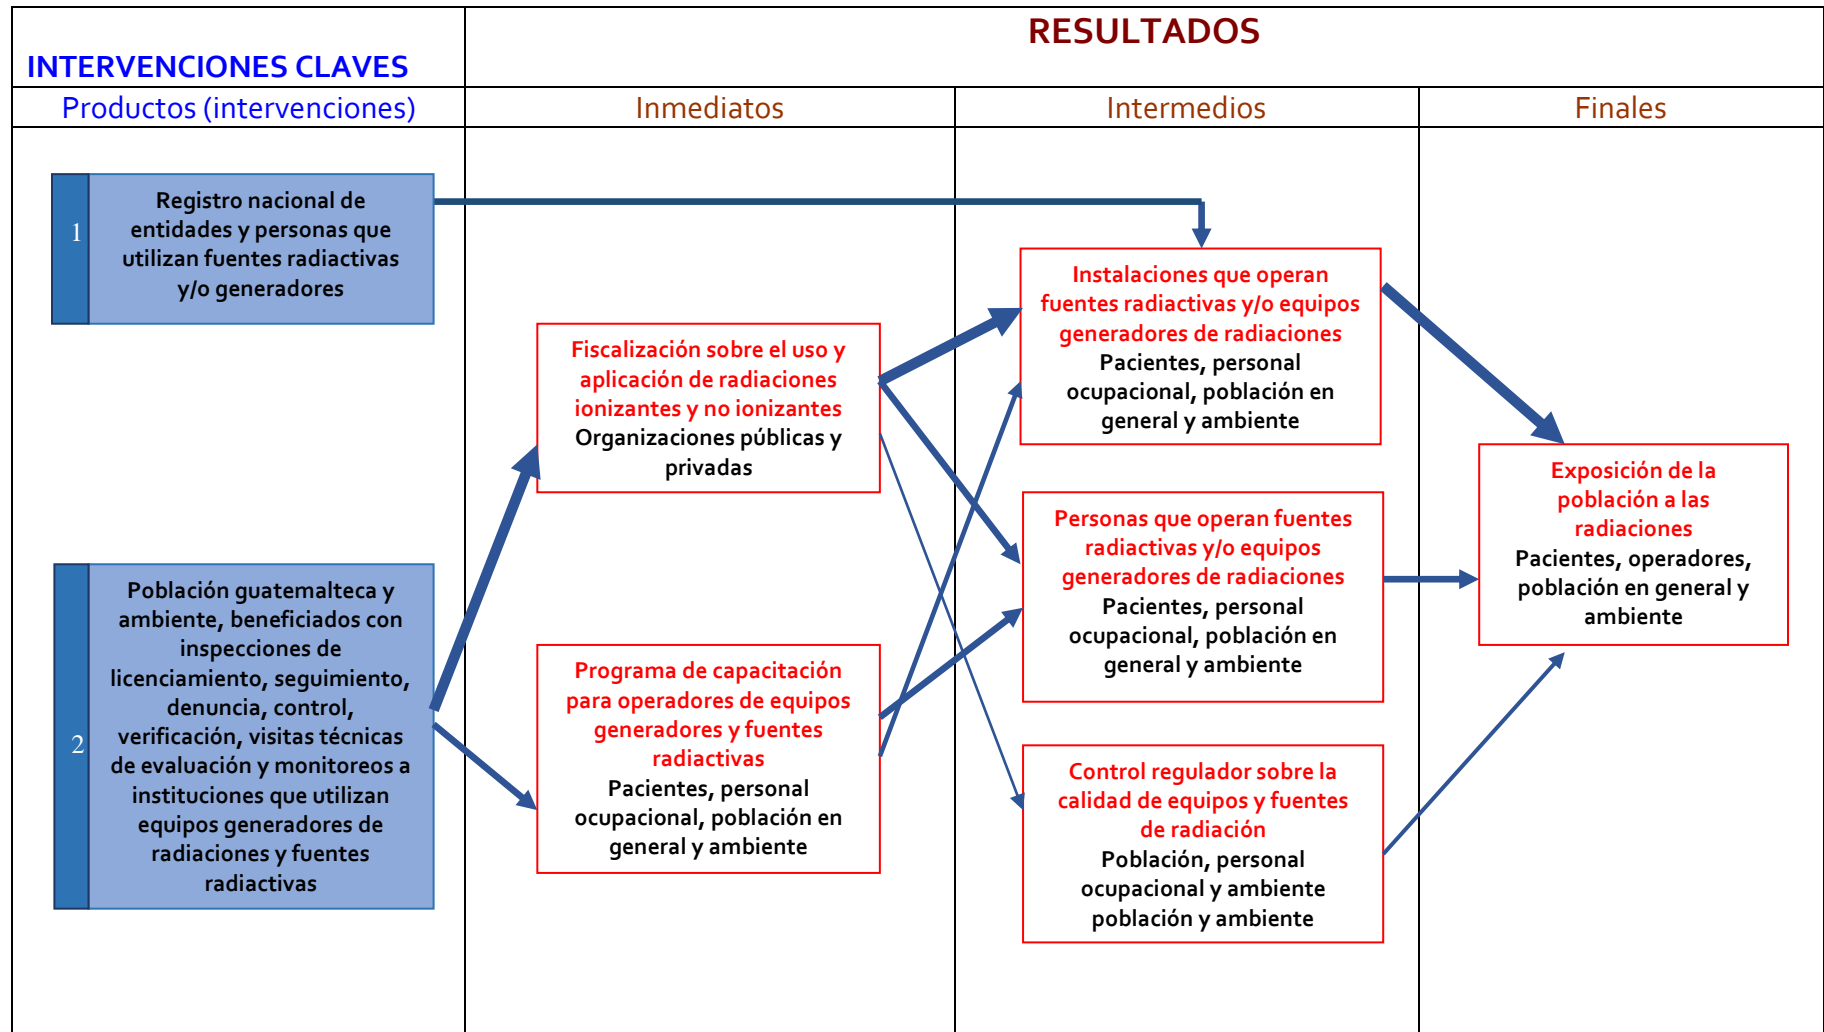 RESULTADOS
INTERVENCIONES CLAVES
Productos (intervenciones)
Inmediatos
Intermedios
Finales
1
Registro nacional de
entidades y personas que
utilizan fuentes radiactivas
y/o generadores
2
Población guatemalteca y
ambiente, beneficiados con
inspecciones de
licenciamiento, seguimiento,
denuncia, control,
verificación, visitas técnicas
de evaluación y monitoreos a
instituciones que utilizan
equipos generadores de
radiaciones y fuentes
radiactivas
Fiscalización sobre el uso y
aplicación de radiaciones
ionizantes y no ionizantes
Organizaciones públicas y
privadas
Programa de capacitación
para operadores de equipos
generadores y fuentes
radiactivas
Pacientes, personal
ocupacional, población en
general y ambiente
Instalaciones que operan
fuentes radiactivas y/o equipos
generadores de radiaciones
Pacientes, personal
ocupacional, población en
general y ambiente
Personas que operan fuentes
radiactivas y/o equipos
generadores de radiaciones
Pacientes, personal
ocupacional, población en
general y ambiente
Control regulador sobre la
calidad de equipos y fuentes
de radiación
Población, personal
ocupacional y ambiente
población y ambiente
Exposición de la
población a las
radiaciones
Pacientes, operadores,
población en general y
ambiente